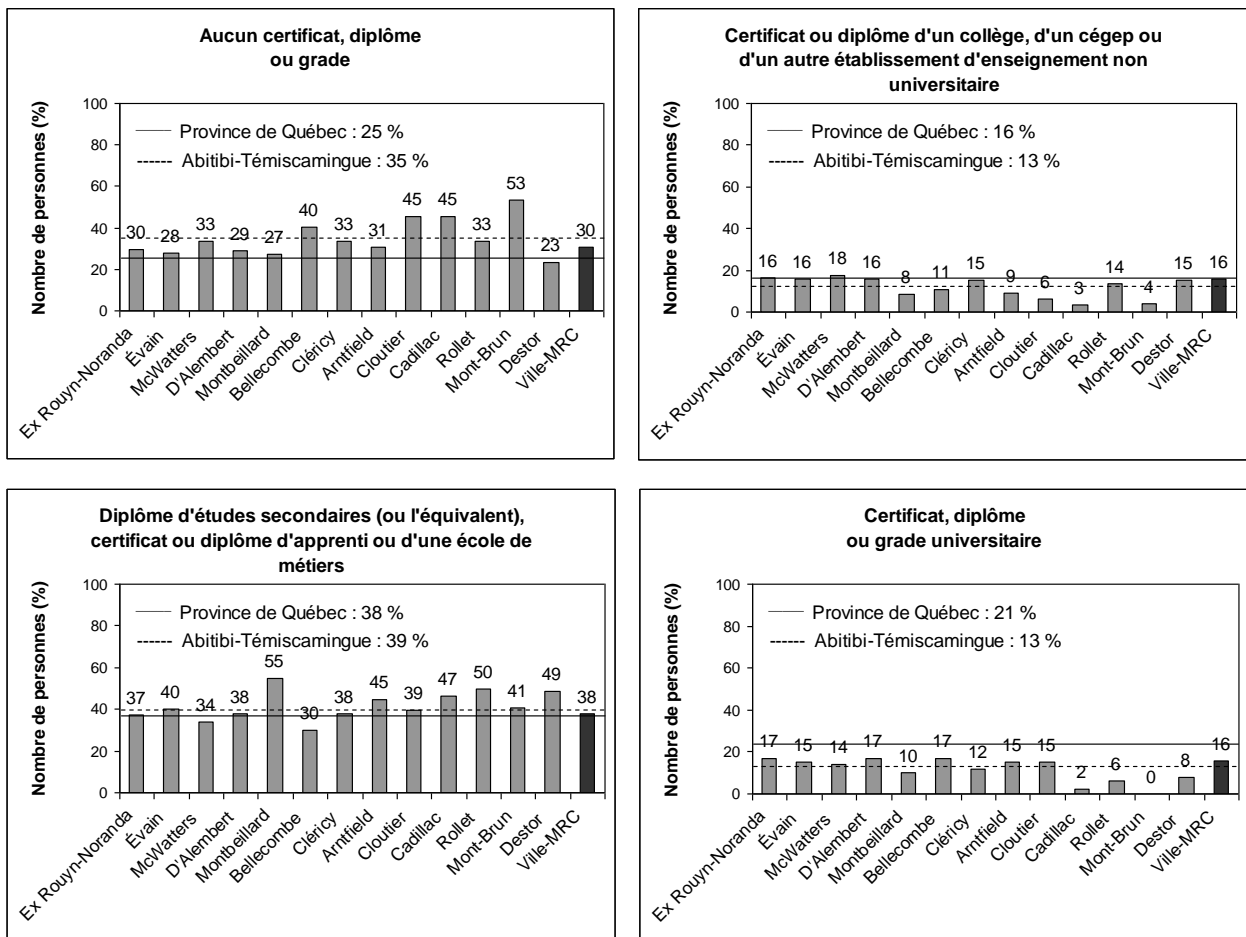 Aucun certificat, diplôme
ou grade
Nombre de personnes (%)
100
80
60
40
20
0
Province de Québec : 25 %
Abitibi-Témiscamingue : 35 %
30 28 33 29 27 40 33 31 45 45 33 53 23 30
Ex Rouyn-Noranda
Évain
McWatters
D'Alembert
Montbeillard
Bellecombe
Cléricy
Arntfield
Cloutier
Cadillac
Rollet
Mont-Brun
Destor
Ville-MRC
Certificat ou diplôme d'un collège, d'un cégep ou
d'un autre établissement d'enseignement non
universitaire
Nombre de personnes (%)
100
80
60
40
20
0
Province de Québec : 16 %
Abitibi-Témiscamingue : 13 %
16 16 18 16 8 11 15 9 6 3 14 4 15 16
Ex Rouyn-Noranda
Évain
McWatters
D'Alembert
Montbeillard
Bellecombe
Cléricy
Arntfield
Cloutier
Cadillac
Rollet
Mont-Brun
Destor
Ville-MRC
Diplôme d'études secondaires (ou l'équivalent),
certificat ou diplôme d'apprenti ou d'une école de
métiers
Nombre de personnes (%)
100
80
60
40
20
0
Province de Québec : 38 %
Abitibi-Témiscamingue : 39 %
37 40 34 38 55 30 38 45 39 47 50 41 49 38
Ex Rouyn-Noranda
Évain
McWatters
D'Alembert
Montbeillard
Bellecombe
Cléricy
Arntfield
Cloutier
Cadillac
Rollet
Mont-Brun
Destor
Ville-MRC
Certificat, diplôme
ou grade universitaire
Nombre de personnes (%)
100
80
60
40
20
0
Province de Québec : 21 %
Abitibi-Témiscamingue : 13 %
17 15 14 17 10 17 12 15 15 2 6 0 8 16
Ex Rouyn-Noranda
Évain
McWatters
D'Alembert
Montbeillard
Bellecombe
Cléricy
Arntfield
Cloutier
Cadillac
Rollet
Mont-Brun
Destor
Ville-MRC